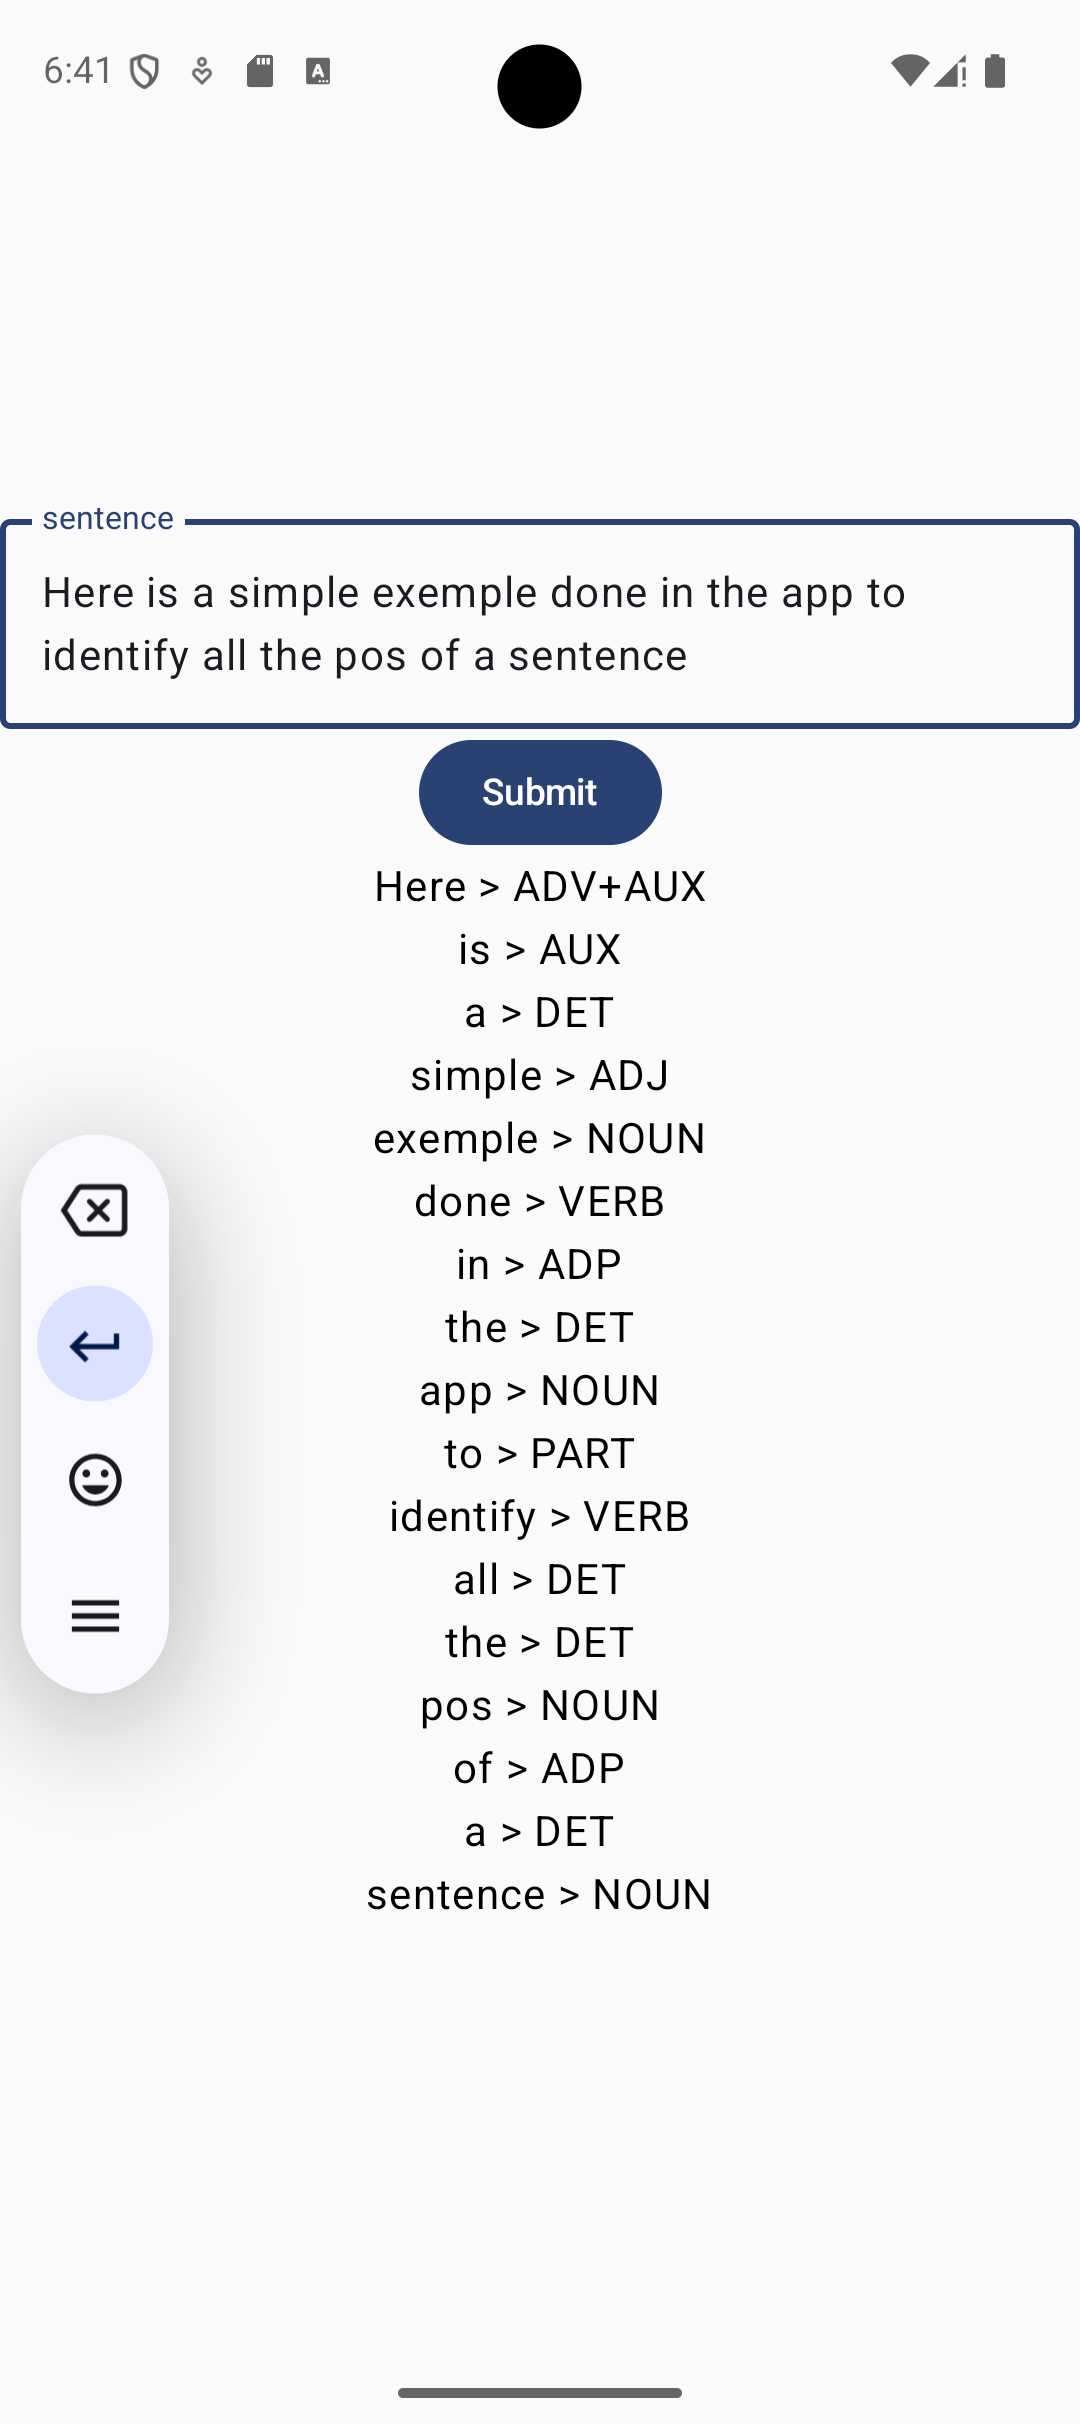 6:41
sentence
Here is a simple exemple done in the app to
identify all the pos of a sentence
Submit
Here > ADV+AUX
is > AUX
a > DET
simple > ADJ
exemple > NOUN
done > VERB
in > ADP
the > DET
app > NOUN
to > PART
identify > VERB
all > DET
the > DET
pos > NOUN
of > ADP
a > DET
sentence > NOUN